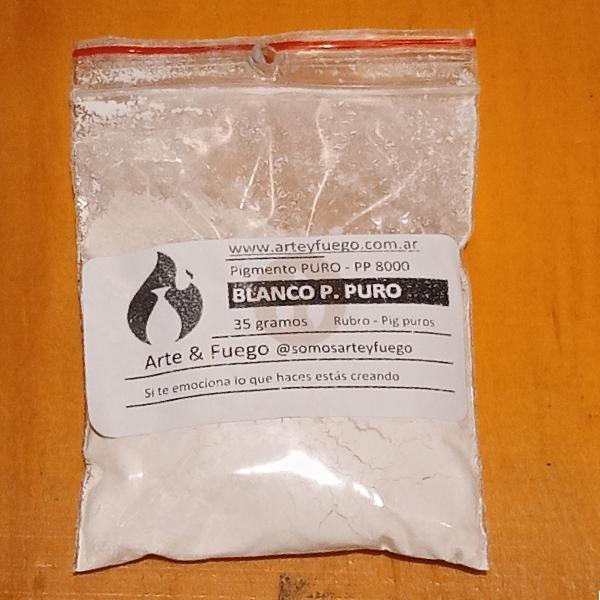 www.arteyfuego.com.ar
Pigmento PURO - PP 8000
BLANCO P. PURO
35 gramos Rubro - Pig puros
Arte & Fuego @somosarteyfuego
Si te emociona lo que haces estás creando